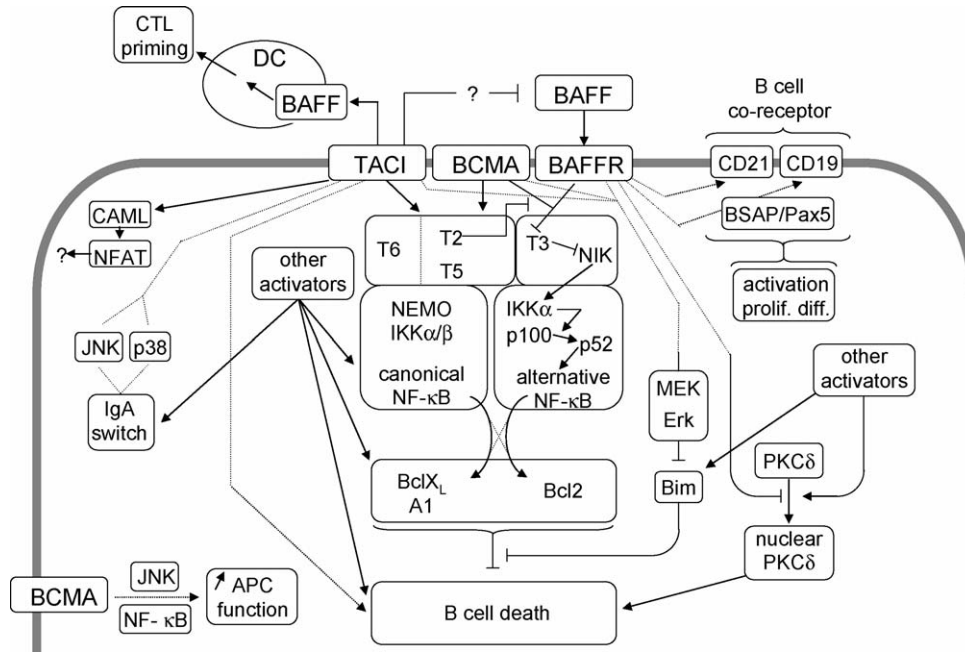 CTL
priming
DC
BAFF
?
BAFF
B cell
co-receptor
TACI
BCMA
BAFFR
CD21
CD19
BSAP/Pax5
activation
prolif. diff.
CAML
?
NFAT
T6
T2
T5
T3
NIK
other
activators
NEMO
IKKα/β
canonical
NF-κB
IKKα
p100
p52
alternative
NF-κB
JNK
p38
IgA
switch
MEK
Erk
other
activators
BclXL
A1
Bcl2
Bim
PKCδ
nuclear
PKCδ
BCMA
JNK
NF- κB
APC
function
B cell death